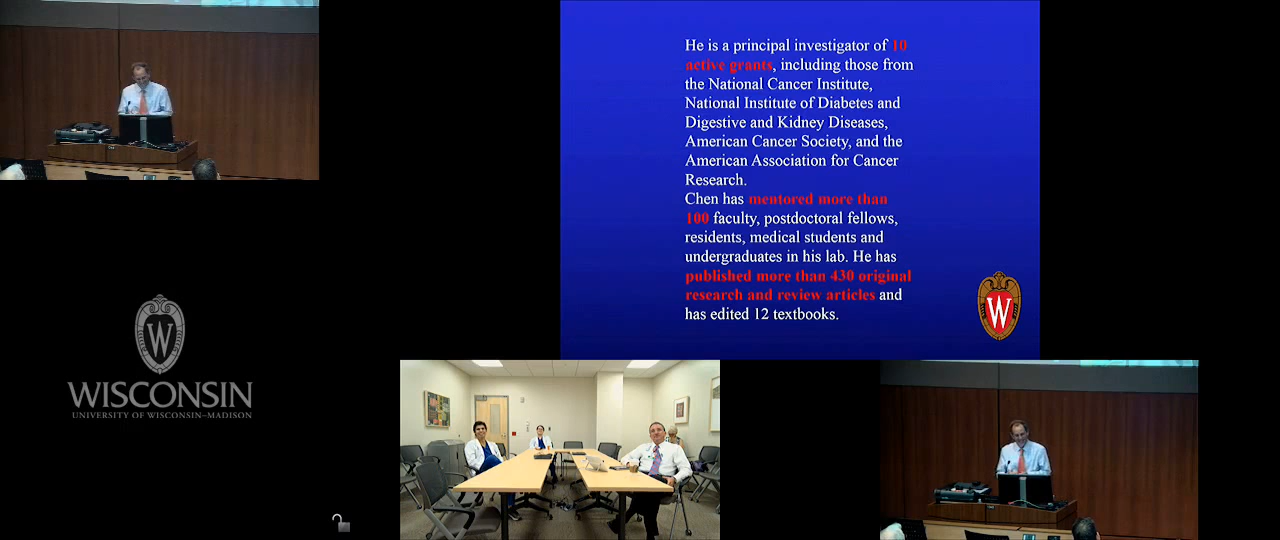 He is a principal investigator of 10
active grants, including those from
the National Cancer Institute,
National Institute of Diabetes and
Digestive and Kidney Diseases,
American Cancer Society, and the
American Association for Cancer
Research.
Chen has mentored more than
100 faculty, postdoctoral fellows,
residents, medical students and
undergraduates in his lab. He has
published more than 430 original
research and review articles and
has edited 12 textbooks.
W
W
WISCONSIN
UNIVERSITY OF WISCONSIN–MADISON